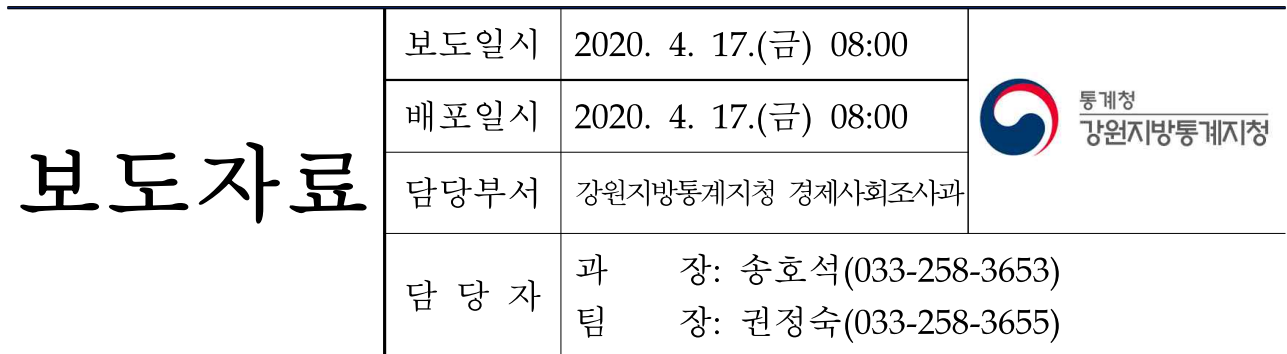 보도자료
보도일시 2020. 4. 17.(금) 08:00
배포일시 2020. 4. 17.(금) 08:00
담당부서 강원지방통계지청 경제사회조사과
담 당 자
과 장: 송호석(033-258-3653)
팀 장: 권정숙(033-258-3655)
통계청
강원지방통계지청